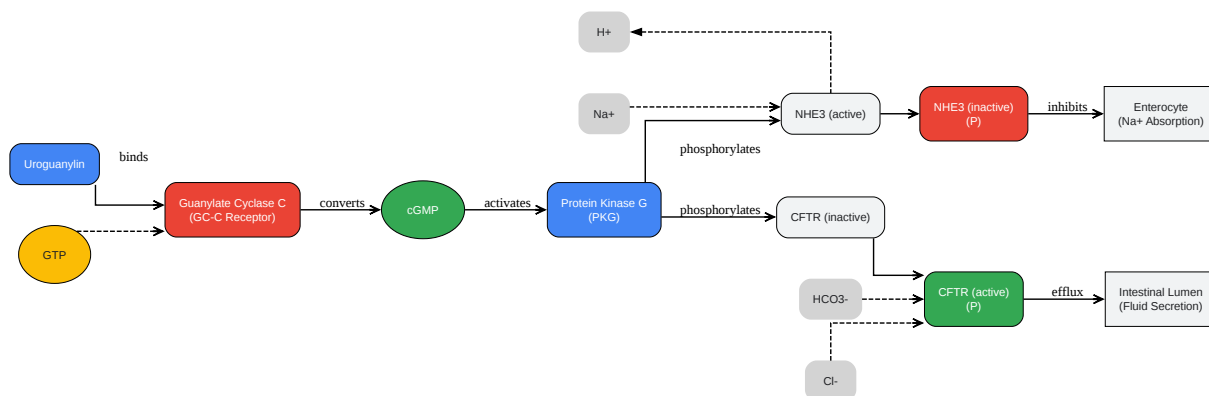 H+
Na+
NHE3 (active)
NHE3 (inactive)
(P)
inhibits
Enterocyte
(Na+ Absorption)
phosphorylates
Uroguanylin
binds
Guanylate Cyclase C
(GC-C Receptor)
converts
cGMP
activates
Protein Kinase G
(PKG)
phosphorylates
CFTR (inactive)
GTP
HCO3-
CFTR (active)
(P)
efflux
Intestinal Lumen
(Fluid Secretion)
Cl-